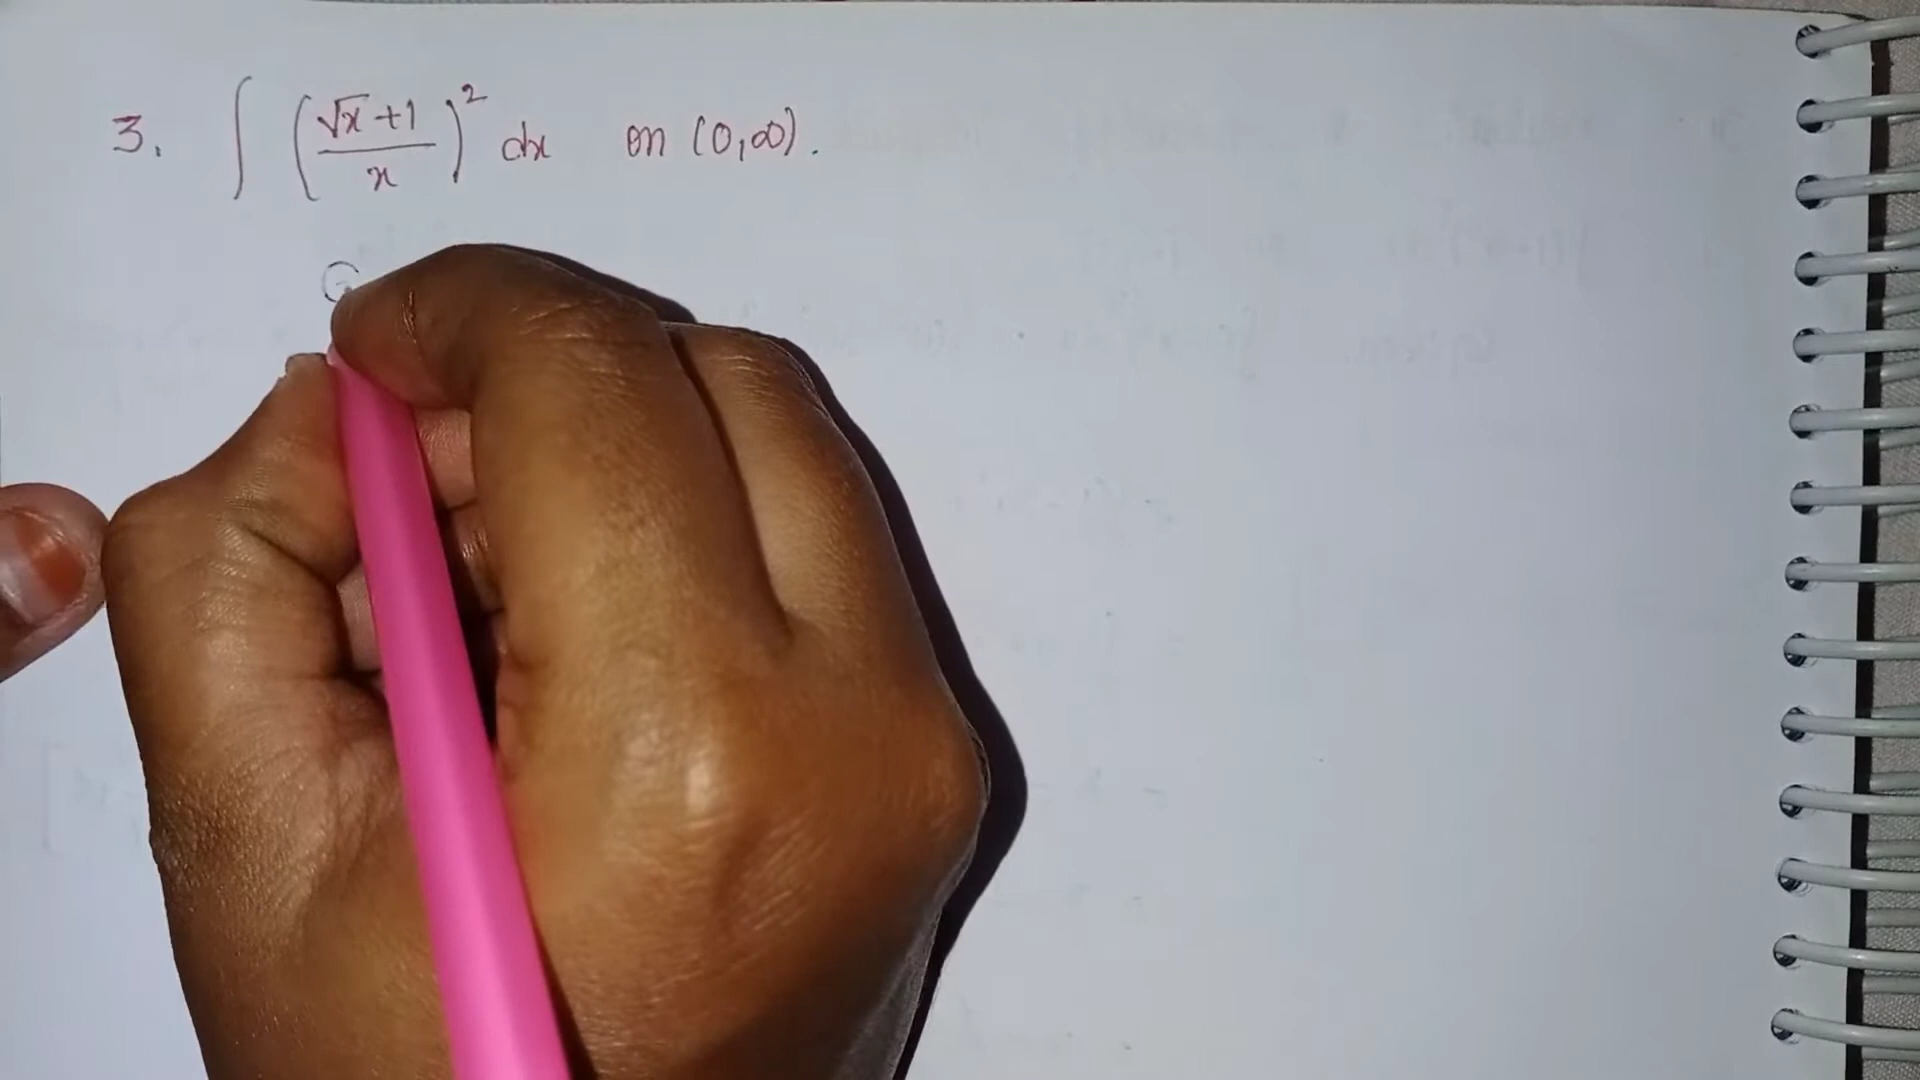 3. ∫ (√x+1/x)² dx on (0,∞).
G